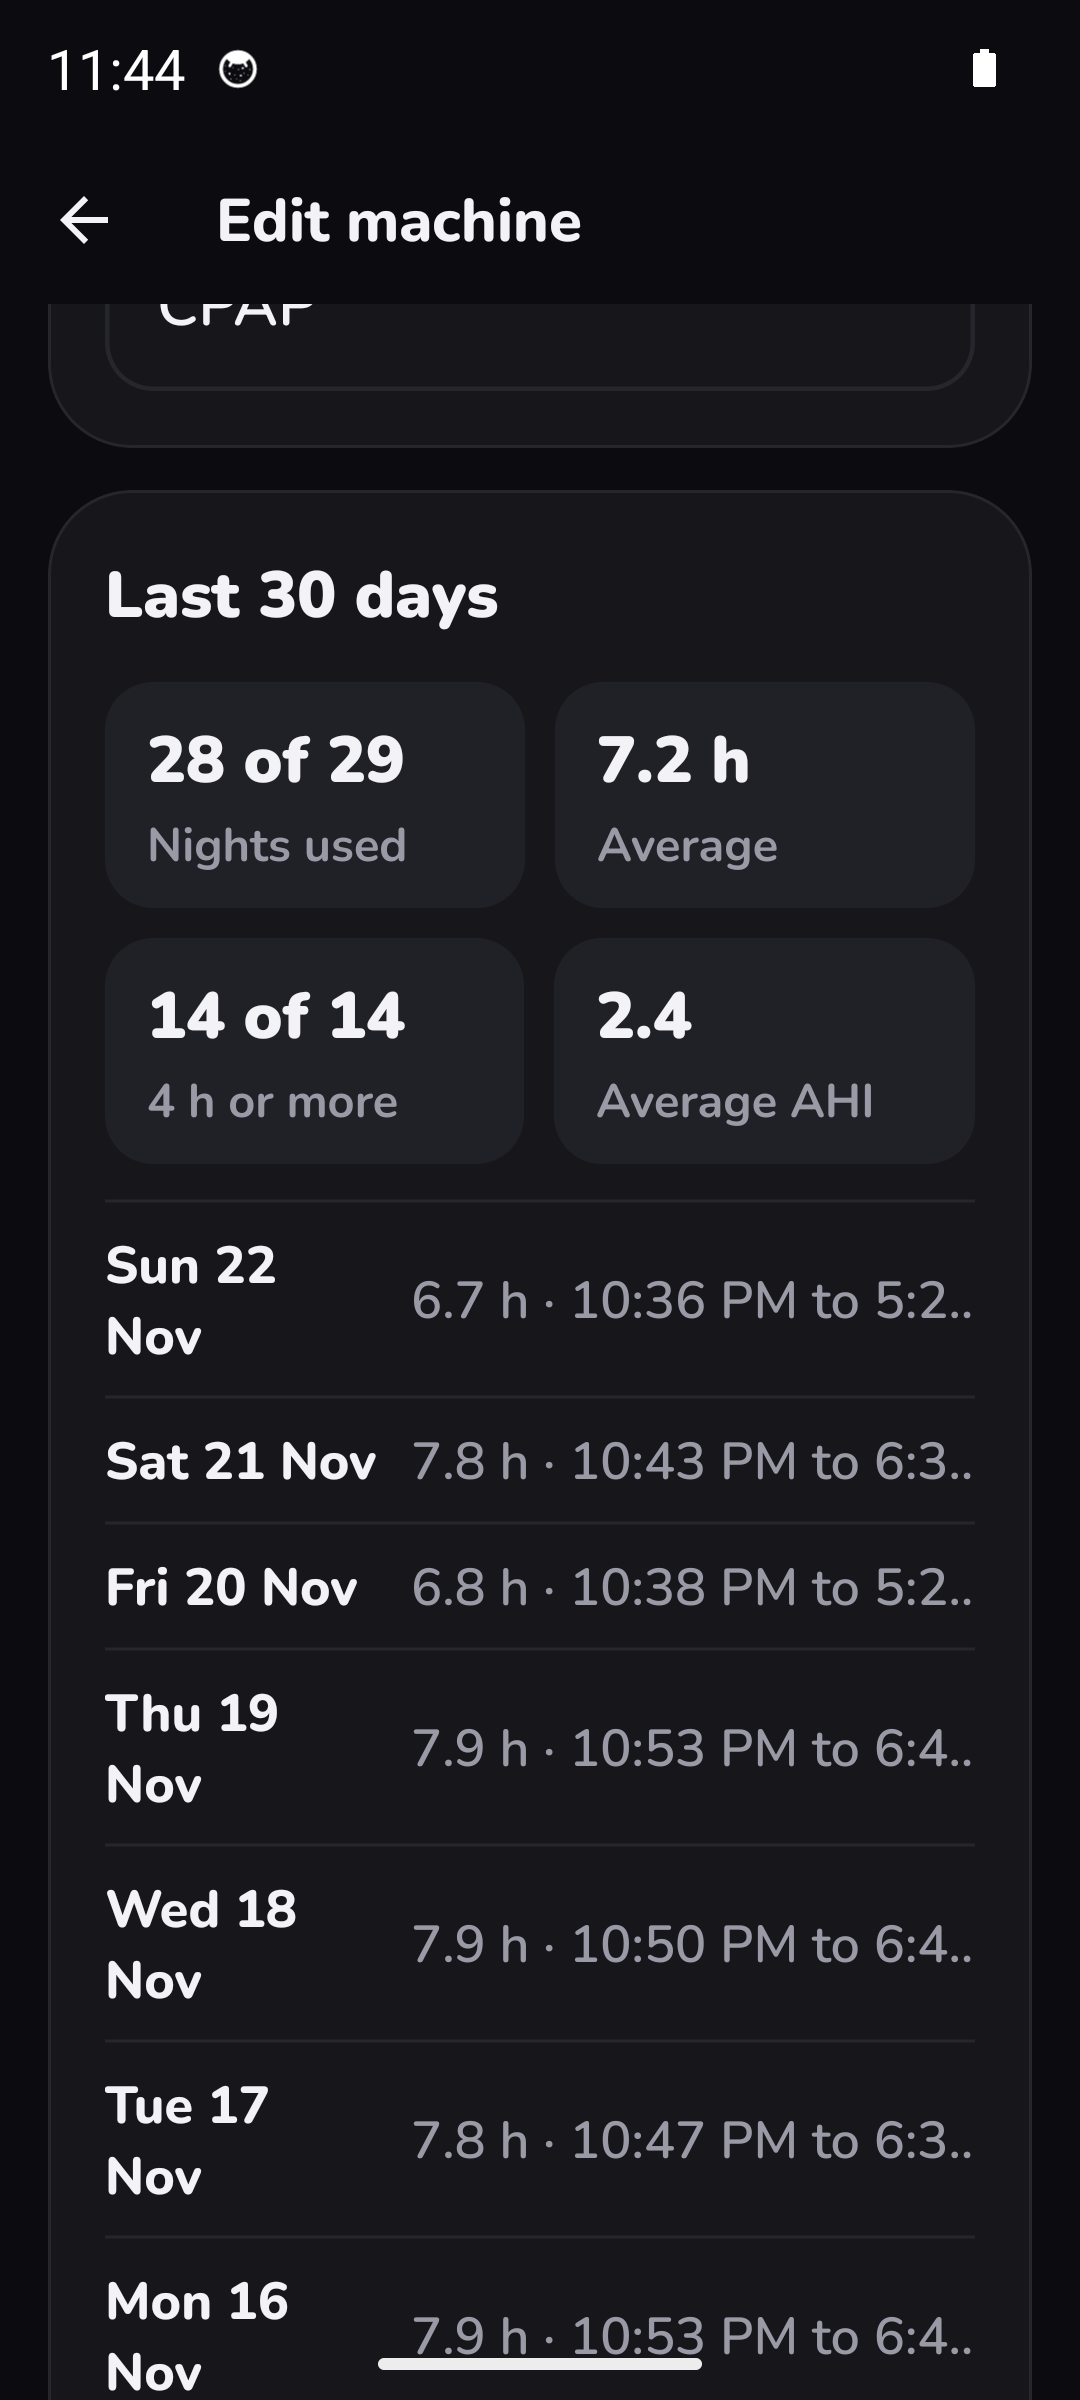 11:44
Edit machine
CPAP
Last 30 days
28 of 29
Nights used
7.2 h
Average
14 of 14
4 h or more
2.4
Average AHI
Sun 22
Nov
6.7 h · 10:36 PM to 5:2..
Sat 21 Nov
7.8 h · 10:43 PM to 6:3..
Fri 20 Nov
6.8 h · 10:38 PM to 5:2..
Thu 19
Nov
7.9 h · 10:53 PM to 6:4..
Wed 18
Nov
7.9 h · 10:50 PM to 6:4..
Tue 17
Nov
7.8 h · 10:47 PM to 6:3..
Mon 16
Nov
7.9 h · 10:53 PM to 6:4..